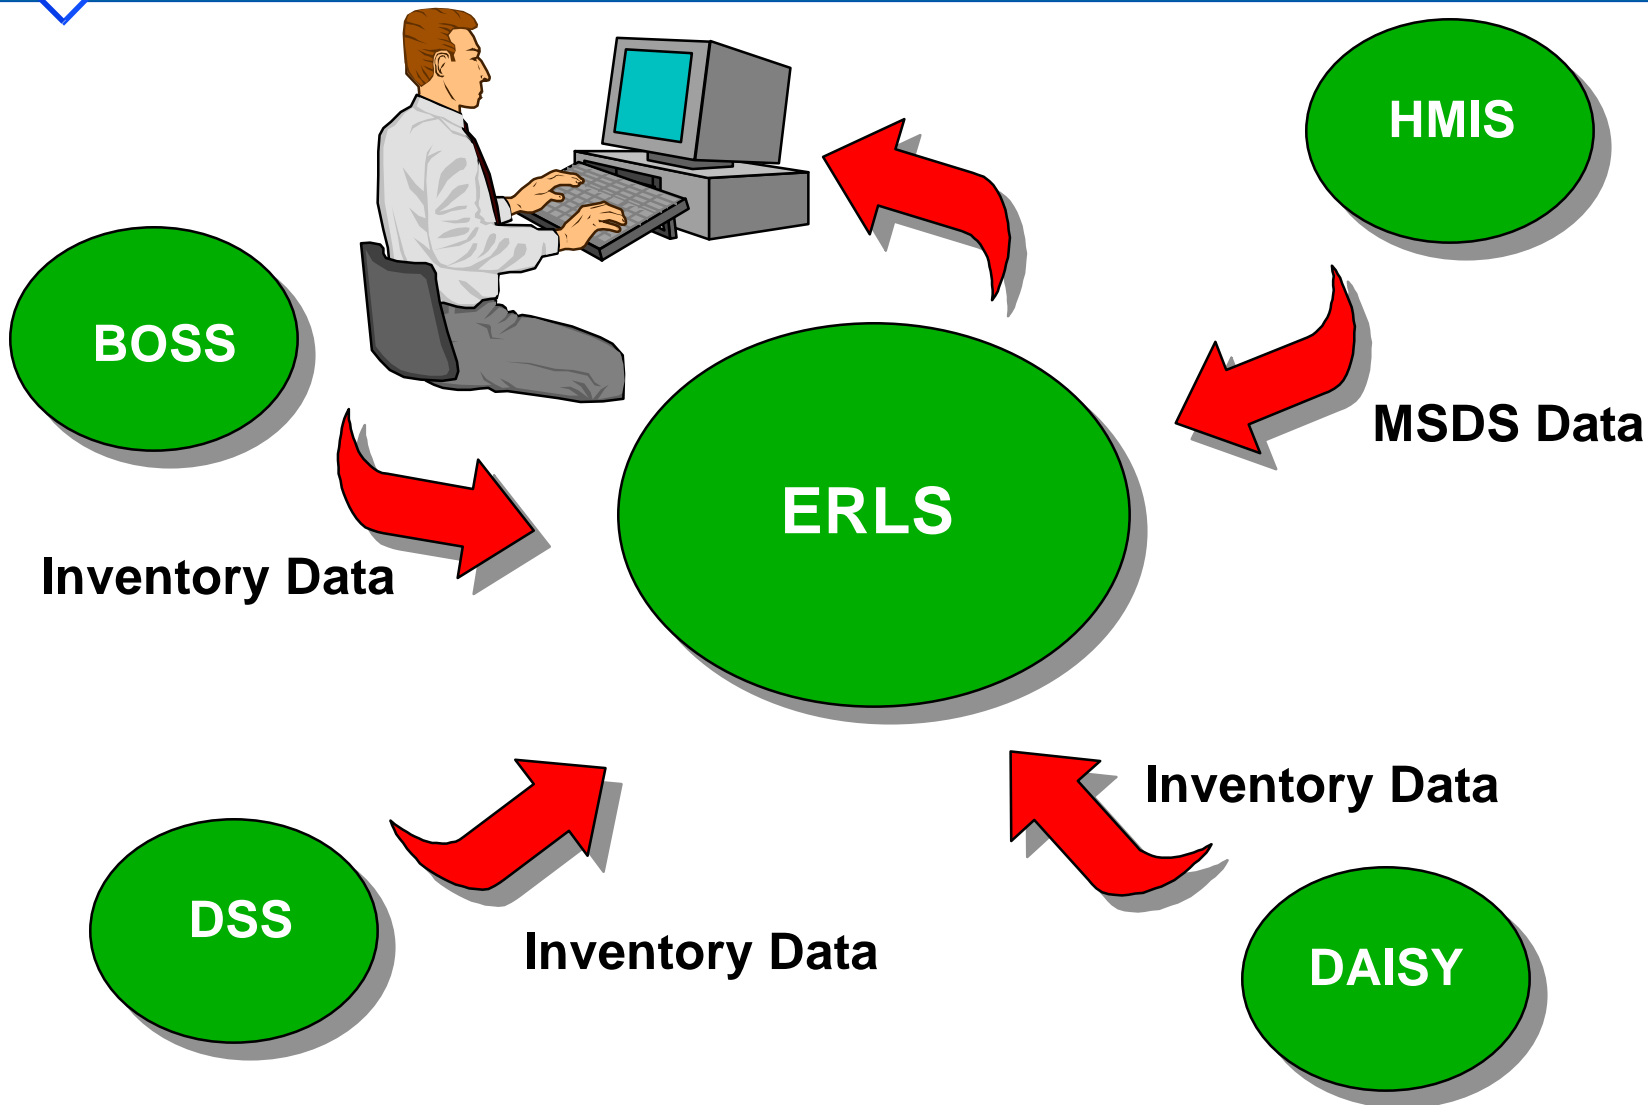 HMIS
BOSS
MSDS Data
ERLS
Inventory Data
Inventory Data
DSS
Inventory Data
DAISY